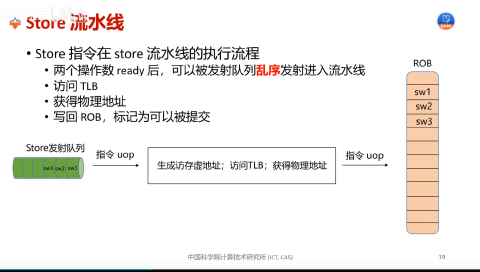 Store 流水线
• Store 指令在 store 流水线的执行流程
• 两个操作数 ready 后，可以被发射队列乱序发射进入流水线
• 访问 TLB
• 获得物理地址
• 写回 ROB，标记为可以被提交
ROB
sw1
sw2
sw3
Store发射队列
sw3 sw2 sw1
指令 uop
生成访存虚地址；访问TLB；获得物理地址
指令 uop
中国科学院计算技术研究所 (ICT, CAS)
19